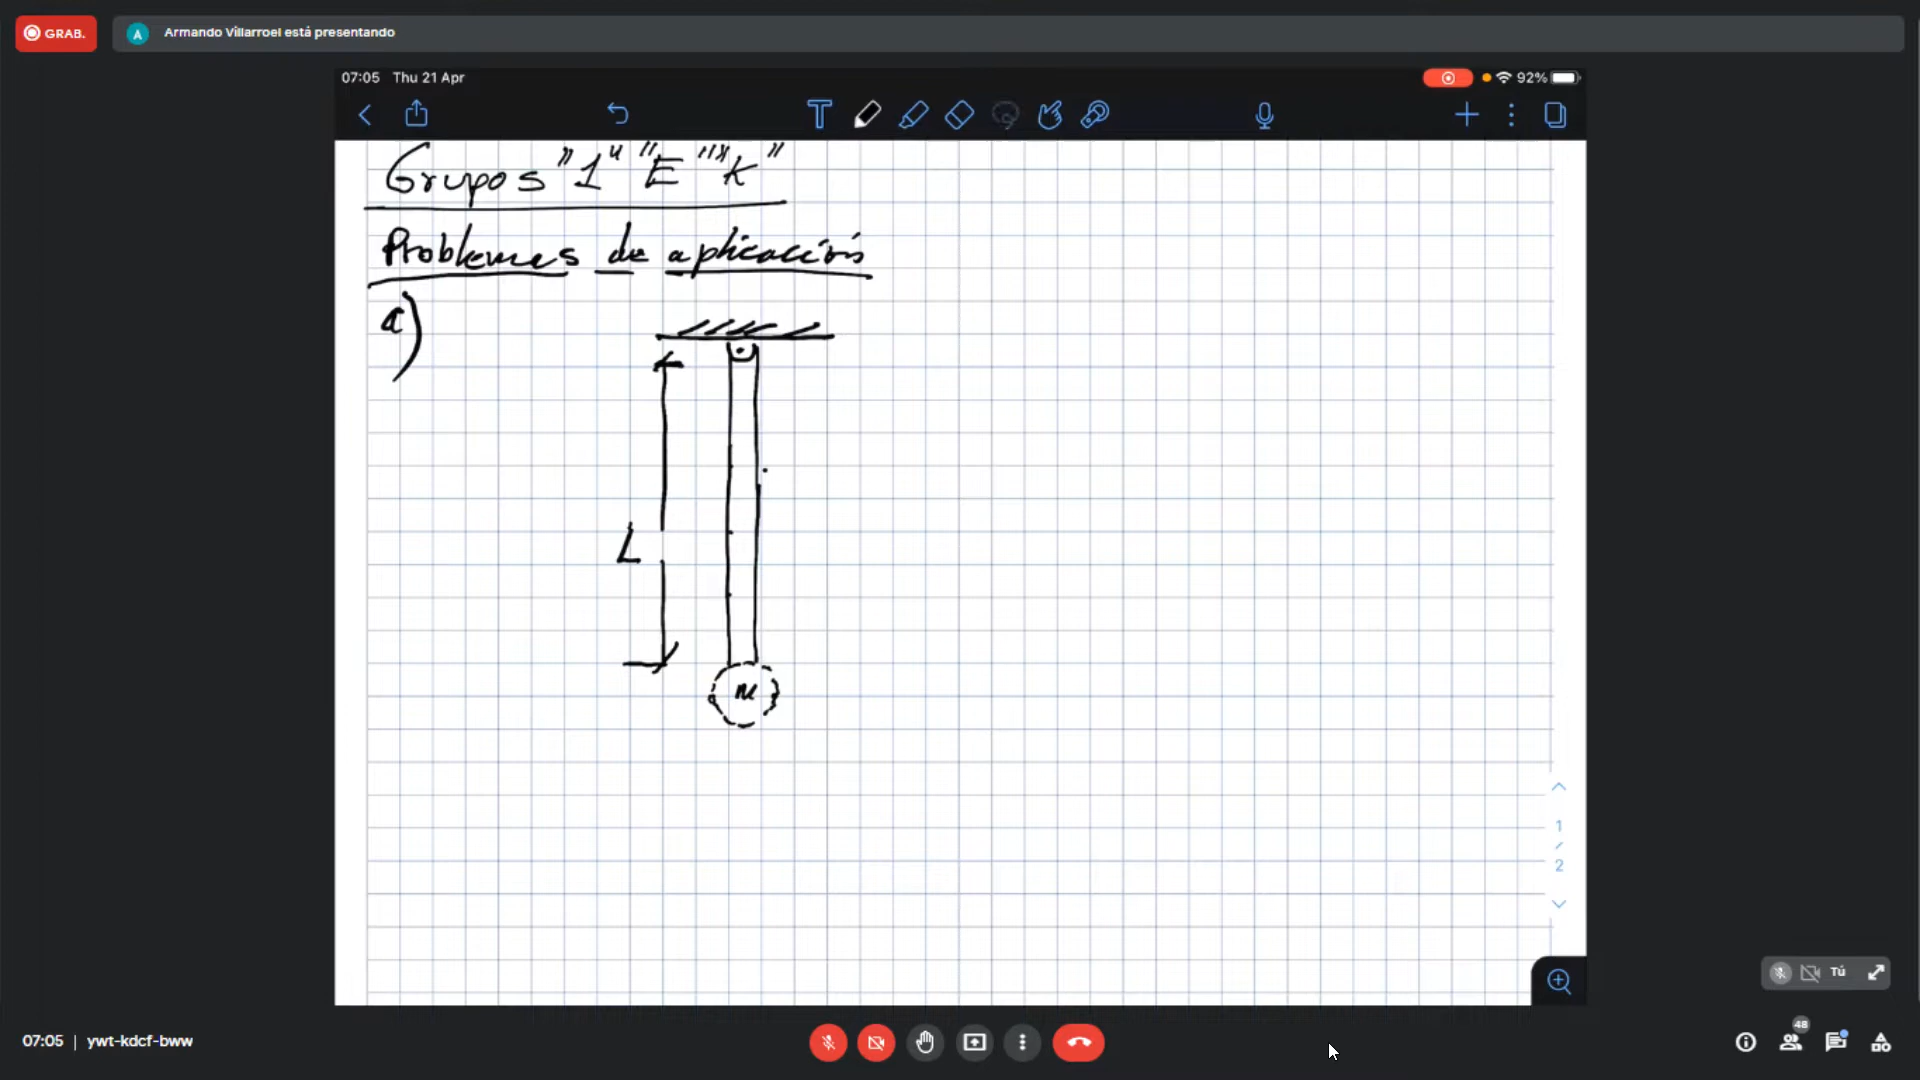 GRAB.
A Armando Villarroel está presentando
07:05 Thu 21 Apr
92%
Grupos "1" "E" "K"
Problemas de aplicación
a)
L
m
1
2
Tú
07:05 | ywt-kdcf-bww
48